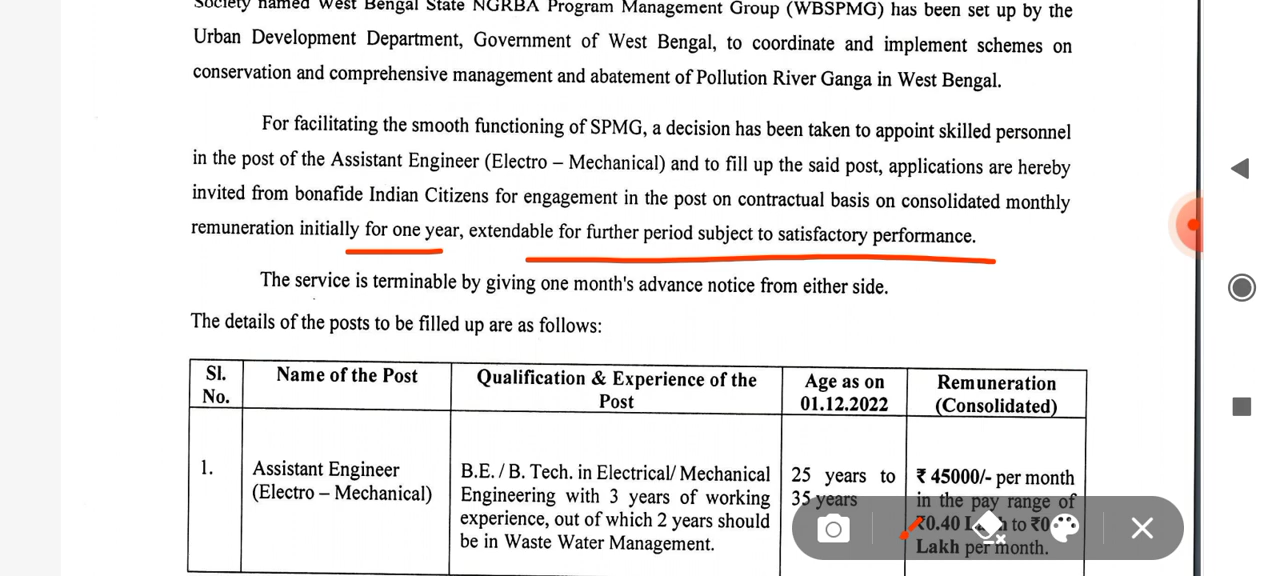 Society named West Bengal State NGRBA Program Management Group (WBSPMG) has been set up by the
Urban Development Department, Government of West Bengal, to coordinate and implement schemes on
conservation and comprehensive management and abatement of Pollution River Ganga in West Bengal.
For facilitating the smooth functioning of SPMG, a decision has been taken to appoint skilled personnel
in the post of the Assistant Engineer (Electro – Mechanical) and to fill up the said post, applications are hereby
invited from bonafide Indian Citizens for engagement in the post on contractual basis on consolidated monthly
remuneration initially for one year, extendable for further period subject to satisfactory performance.
The service is terminable by giving one month's advance notice from either side.
The details of the posts to be filled up are as follows:
Sl. No.
Name of the Post
Qualification & Experience of the
Post
Age as on
01.12.2022
Remuneration
(Consolidated)
1.
Assistant Engineer
(Electro – Mechanical)
B.E. / B. Tech. in Electrical/ Mechanical
Engineering with 3 years of working
experience, out of which 2 years should
be in Waste Water Management.
25 years to
35 years
₹ 45000/- per month
in the pay range of
₹0.40 to
Lakh per month.